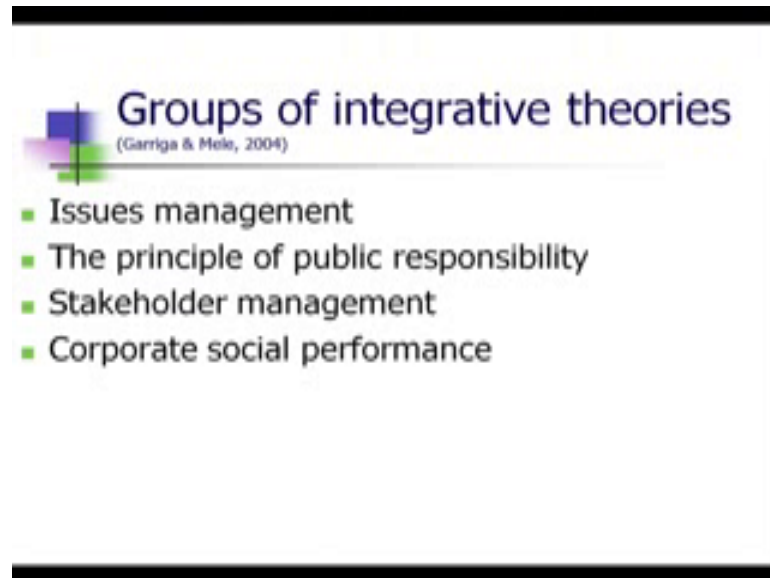 Groups of integrative theories
(Garriga & Mele, 2004)
Issues management
The principle of public responsibility
Stakeholder management
Corporate social performance